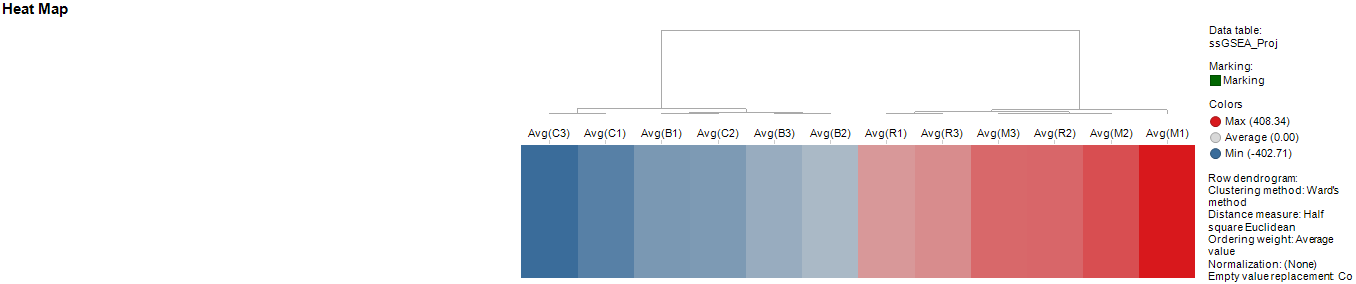 Heat Map
Avg(C3) Avg(C1) Avg(B1) Avg(C2) Avg(B3) Avg(B2) Avg(R1) Avg(R3) Avg(M3) Avg(R2) Avg(M2) Avg(M1)
Data table:
ssGSEA_Proj
Marking:
Marking
Colors
Max (408.34)
Average (0.00)
Min (-402.71)
Row dendrogram:
Clustering method: Ward's
method
Distance measure: Half
square Euclidean
Ordering weight: Average
value
Normalization: (None)
Empty value replacement: Co